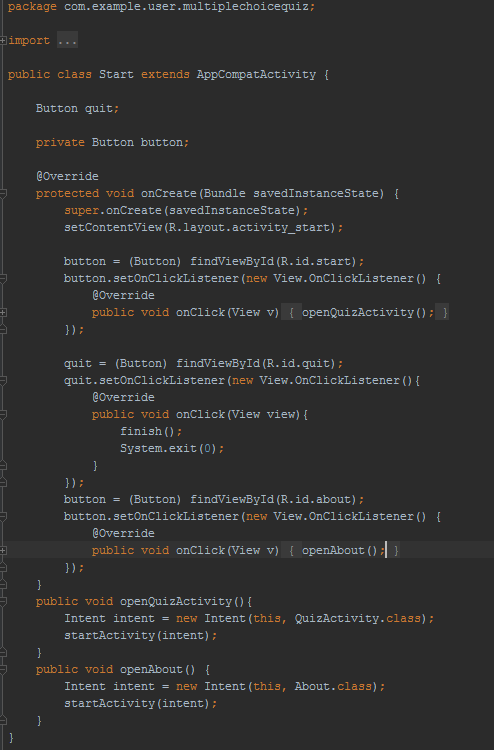 package com.example.user.multiplechoicequiz;
import ...
public class Start extends AppCompatActivity {
Button quit;
private Button button;
@Override
protected void onCreate(Bundle savedInstanceState) {
super.onCreate(savedInstanceState);
setContentView(R.layout.activity_start);
button = (Button) findViewById(R.id.start);
button.setOnClickListener(new View.OnClickListener() {
@Override
public void onClick(View v) { openQuizActivity(); }
});
quit = (Button) findViewById(R.id.quit);
quit.setOnClickListener(new View.OnClickListener(){
@Override
public void onClick(View view){
finish();
System.exit(0);
}
});
button = (Button) findViewById(R.id.about);
button.setOnClickListener(new View.OnClickListener() {
@Override
public void onClick(View v) { openAbout(); }
});
}
public void openQuizActivity(){
Intent intent = new Intent(this, QuizActivity.class);
startActivity(intent);
}
public void openAbout() {
Intent intent = new Intent(this, About.class);
startActivity(intent);
}
}